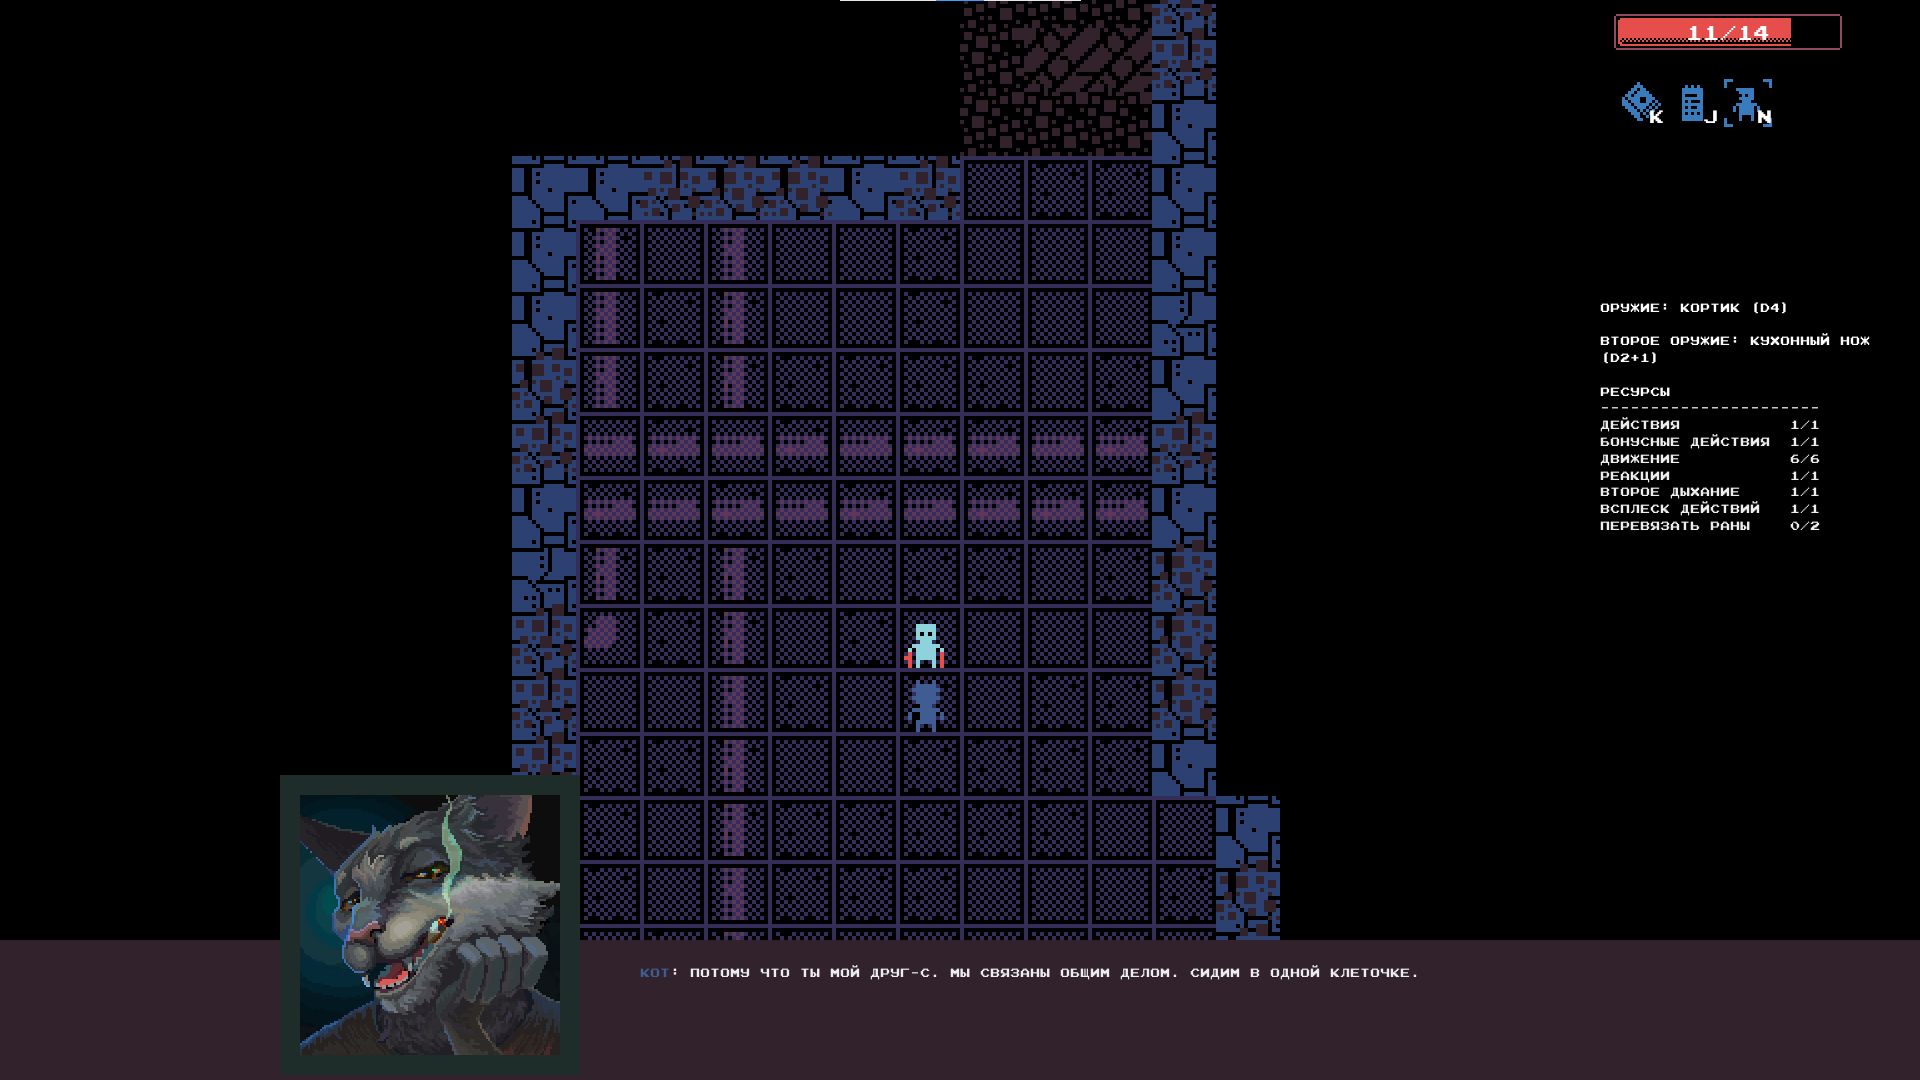 11/14
K J N
ОРУЖИЕ: КОРТИК (D4)
ВТОРОЕ ОРУЖИЕ: КУХОННЫЙ НОЖ
(D2+1)
РЕСУРСЫ
----------------------
ДЕЙСТВИЯ 1/1
БОНУСНЫЕ ДЕЙСТВИЯ 1/1
ДВИЖЕНИЕ 6/6
РЕАКЦИИ 1/1
ВТОРОЕ ДЫХАНИЕ 1/1
ВСПЛЕСК ДЕЙСТВИЙ 1/1
ПЕРЕВЯЗАТЬ РАНЫ 0/2
КОТ: ПОТОМУ ЧТО ТЫ МОЙ ДРУГ-С. МЫ СВЯЗАНЫ ОБЩИМ ДЕЛОМ. СИДИМ В ОДНОЙ КЛЕТОЧКЕ.